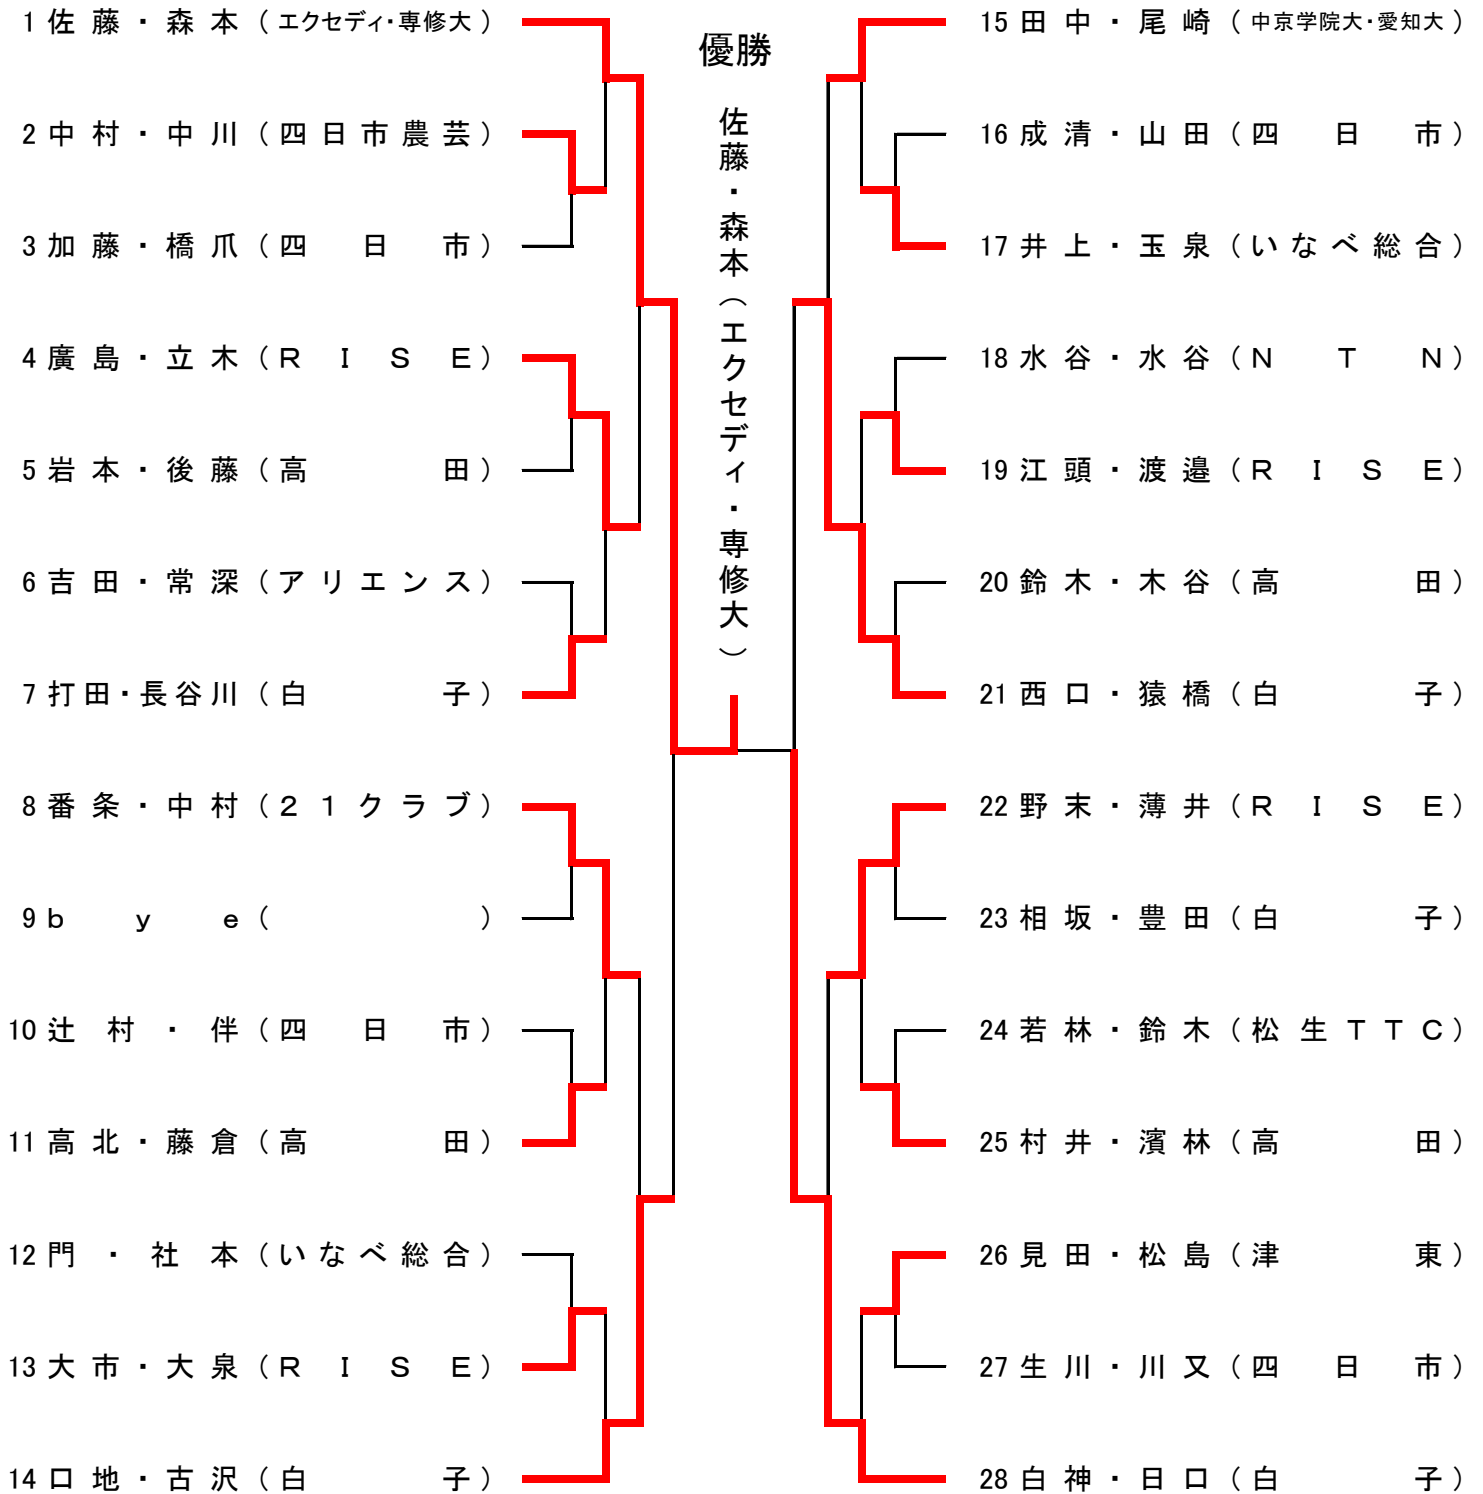 1 佐藤・森本（エクセディ・専修大）
2 中村・中川（四日市農芸）
3 加藤・橋爪（四日市）
4 廣島・立木（ＲＩＳＥ）
5 岩本・後藤（高田）
6 吉田・常深（アリエンス）
7 打田・長谷川（白子）
8 番条・中村（２１クラブ）
9 ｂｙｅ（ ）
10 辻村・伴（四日市）
11 高北・藤倉（高田）
12 門・社本（いなべ総合）
13 大市・大泉（ＲＩＳＥ）
14 口地・古沢（白子）
優勝
佐藤・森本（エクセディ・専修大）
15 田中・尾崎（中京学院大・愛知大）
16 成清・山田（四日市）
17 井上・玉泉（いなべ総合）
18 水谷・水谷（ＮＴＮ）
19 江頭・渡邉（ＲＩＳＥ）
20 鈴木・木谷（高田）
21 西口・猿橋（白子）
22 野末・薄井（ＲＩＳＥ）
23 相坂・豊田（白子）
24 若林・鈴木（松生ＴＴＣ）
25 村井・濱林（高田）
26 見田・松島（津東）
27 生川・川又（四日市）
28 白神・日口（白子）